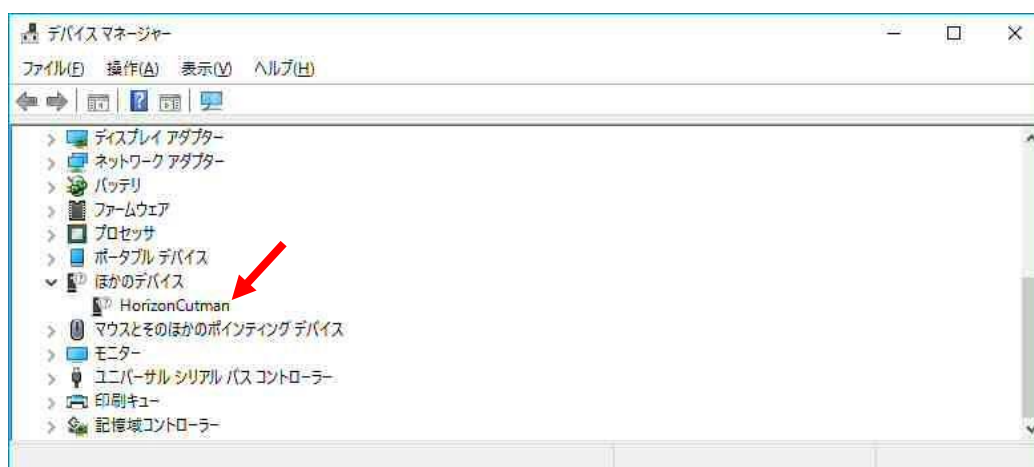 デバイス マネージャー
ファイル(F) 操作(A) 表示(V) ヘルプ(H)
ディスプレイ アダプター
ネットワーク アダプター
バッテリ
ファームウェア
プロセッサ
ポータブル デバイス
ほかのデバイス
HorizonCutman
マウスとそのほかのポインティング デバイス
モニター
ユニバーサル シリアル バス コントローラー
印刷キュー
記憶域コントローラー